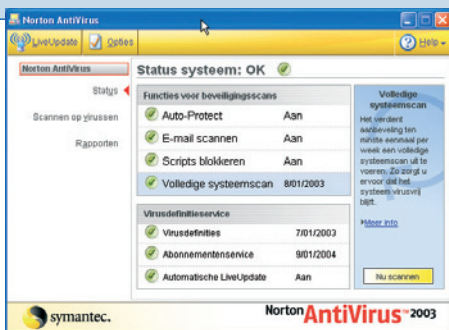 Norton AntiVirus
LiveUpdate Opties Help
Norton AntiVirus
Status
Scannen op virussen
Rapporten
Status systeem: OK
Functies voor beveiligingsscans
Auto-Protect Aan
E-mail scannen Aan
Scripts blokkeren Aan
Volledige systeemscan 8/01/2003
Virusdefinitieservice
Virusdefinities 7/01/2003
Abonnementenservice 9/01/2004
Automatische LiveUpdate Aan
Volledige
systeemscan
Het verdient
aanbeveling ten
minste eenmaal per
week een volledige
systeemscan uit te
voeren. Zo zorgt u
ervoor dat het
systeem virusvrij
blijft.
Meer info
Nu scannen
symantec.
Norton AntiVirus™ 2003